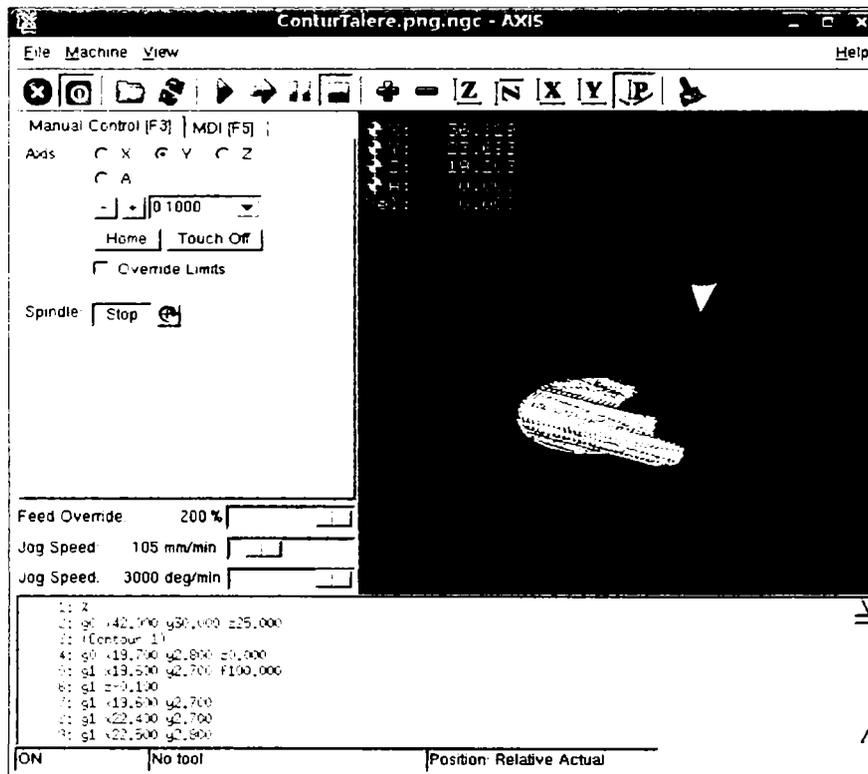 ConturTalere.png.ngc - AXIS
File Machine View Help
Z N X Y P
Manual Control [F3] MDI [F5]
Axis X Y Z
A
- + 0.1000
Home Touch Off
Override Limits
Spindle: Stop
Feed Override: 200 %
Jog Speed: 105 mm/min
Jog Speed: 3000 deg/min
1: %
2: g0 x42.000 y30.000 z25.000
3: (Contour 1)
4: g0 x19.700 y2.800 z0.000
5: g1 x19.600 y2.700 f100.000
6: g1 z-0.100
7: g1 x19.600 y2.700
8: g1 x22.400 y2.700
9: g1 x22.500 y2.800
ON No tool Position: Relative Actual